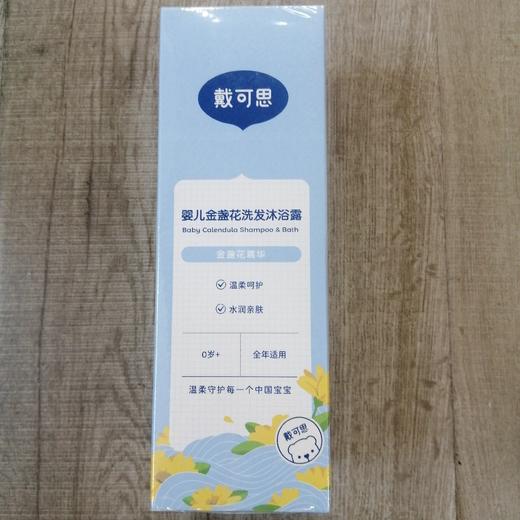 戴可思
婴儿金盏花洗发沐浴露
Baby Calendula Shampoo & Bath
金盏花精华
温柔呵护
水润亲肤
0岁+
全年适用
温柔守护每一个中国宝宝
戴可思